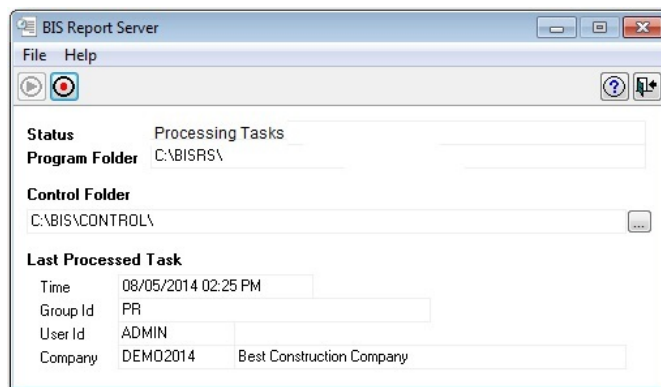 BIS Report Server
File Help
Status Processing Tasks
Program Folder C:\BISRS\
Control Folder
C:\BIS\CONTROL\ ...
Last Processed Task
Time 08/05/2014 02:25 PM
Group Id PR
User Id ADMIN
Company DEMO2014 Best Construction Company